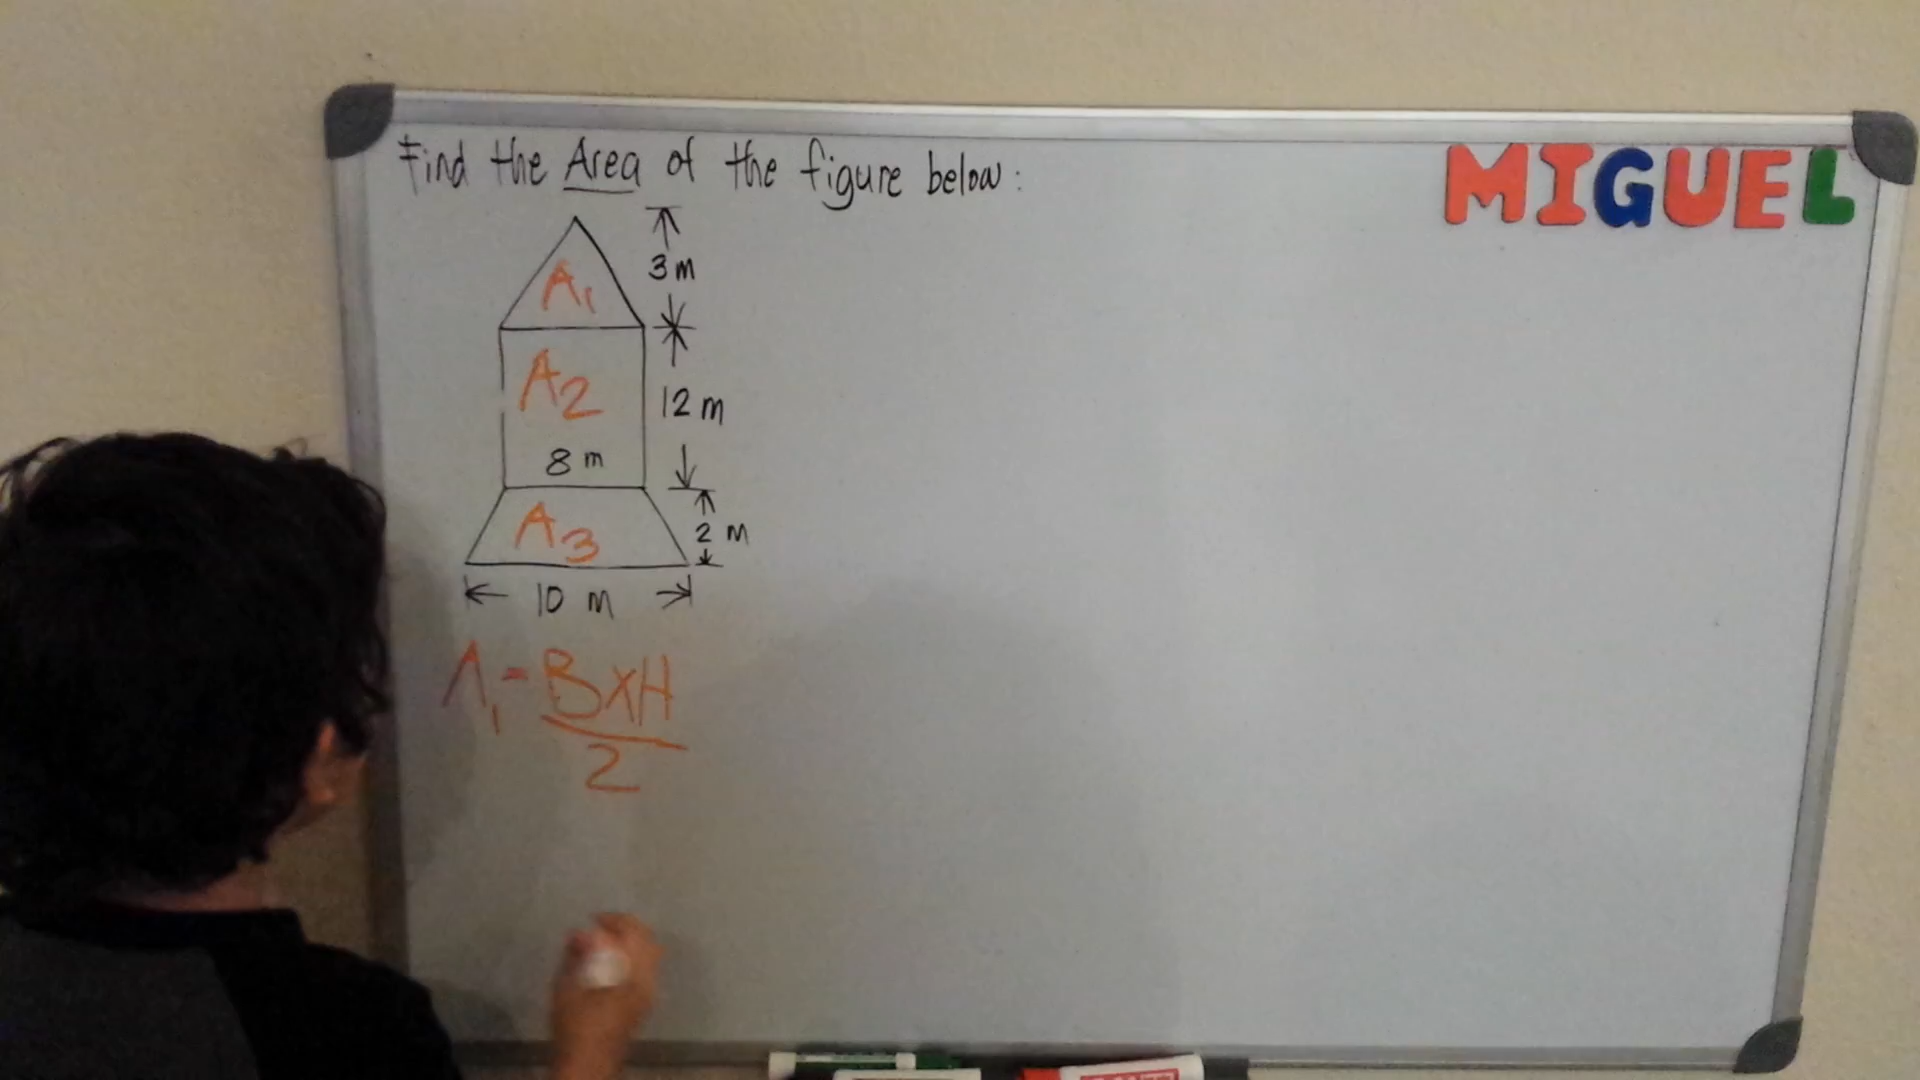 Find the Area of the figure below:
MIGUEL
A1
3 m
A2
12 m
8 m
A3
2 m
10 m
A1 = BXH
2